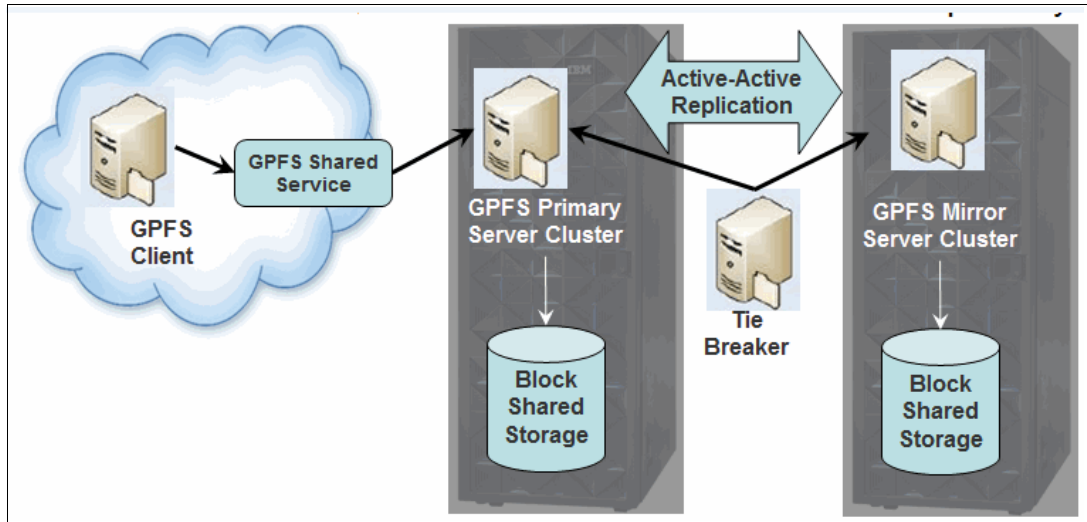 IBM
Active-Active
Replication
GPFS Shared
Service
GPFS
Client
GPFS Primary
Server Cluster
GPFS Mirror
Server Cluster
Tie
Breaker
Block
Shared
Storage
Block
Shared
Storage